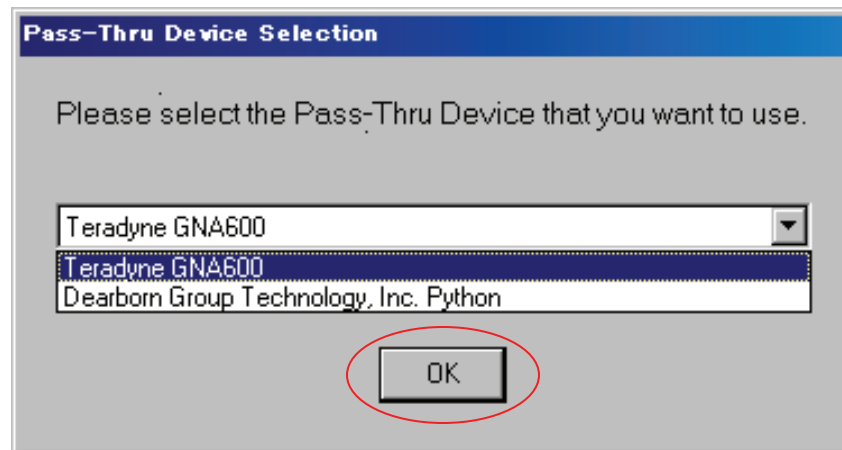 Pass-Thru Device Selection
Please select the Pass-Thru Device that you want to use.
Teradyne GNA600
Teradyne GNA600
Dearborn Group Technology, Inc. Python
OK